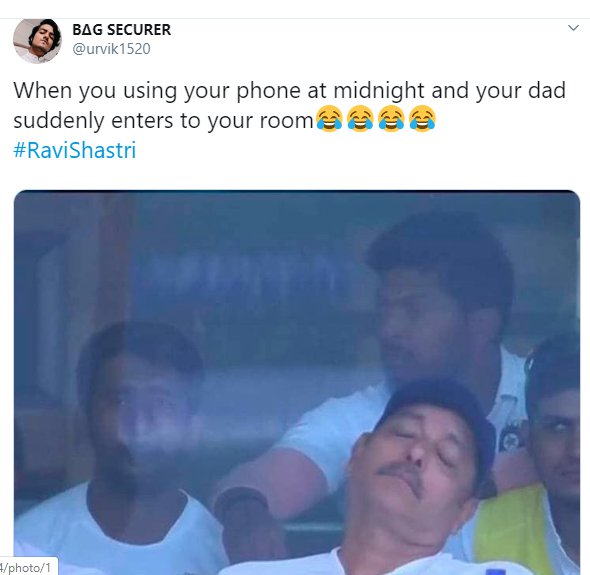 BΔG SECURER
@urvik1520
When you using your phone at midnight and your dad
suddenly enters to your room😂😂😂😂
#RaviShastri
4/photo/1